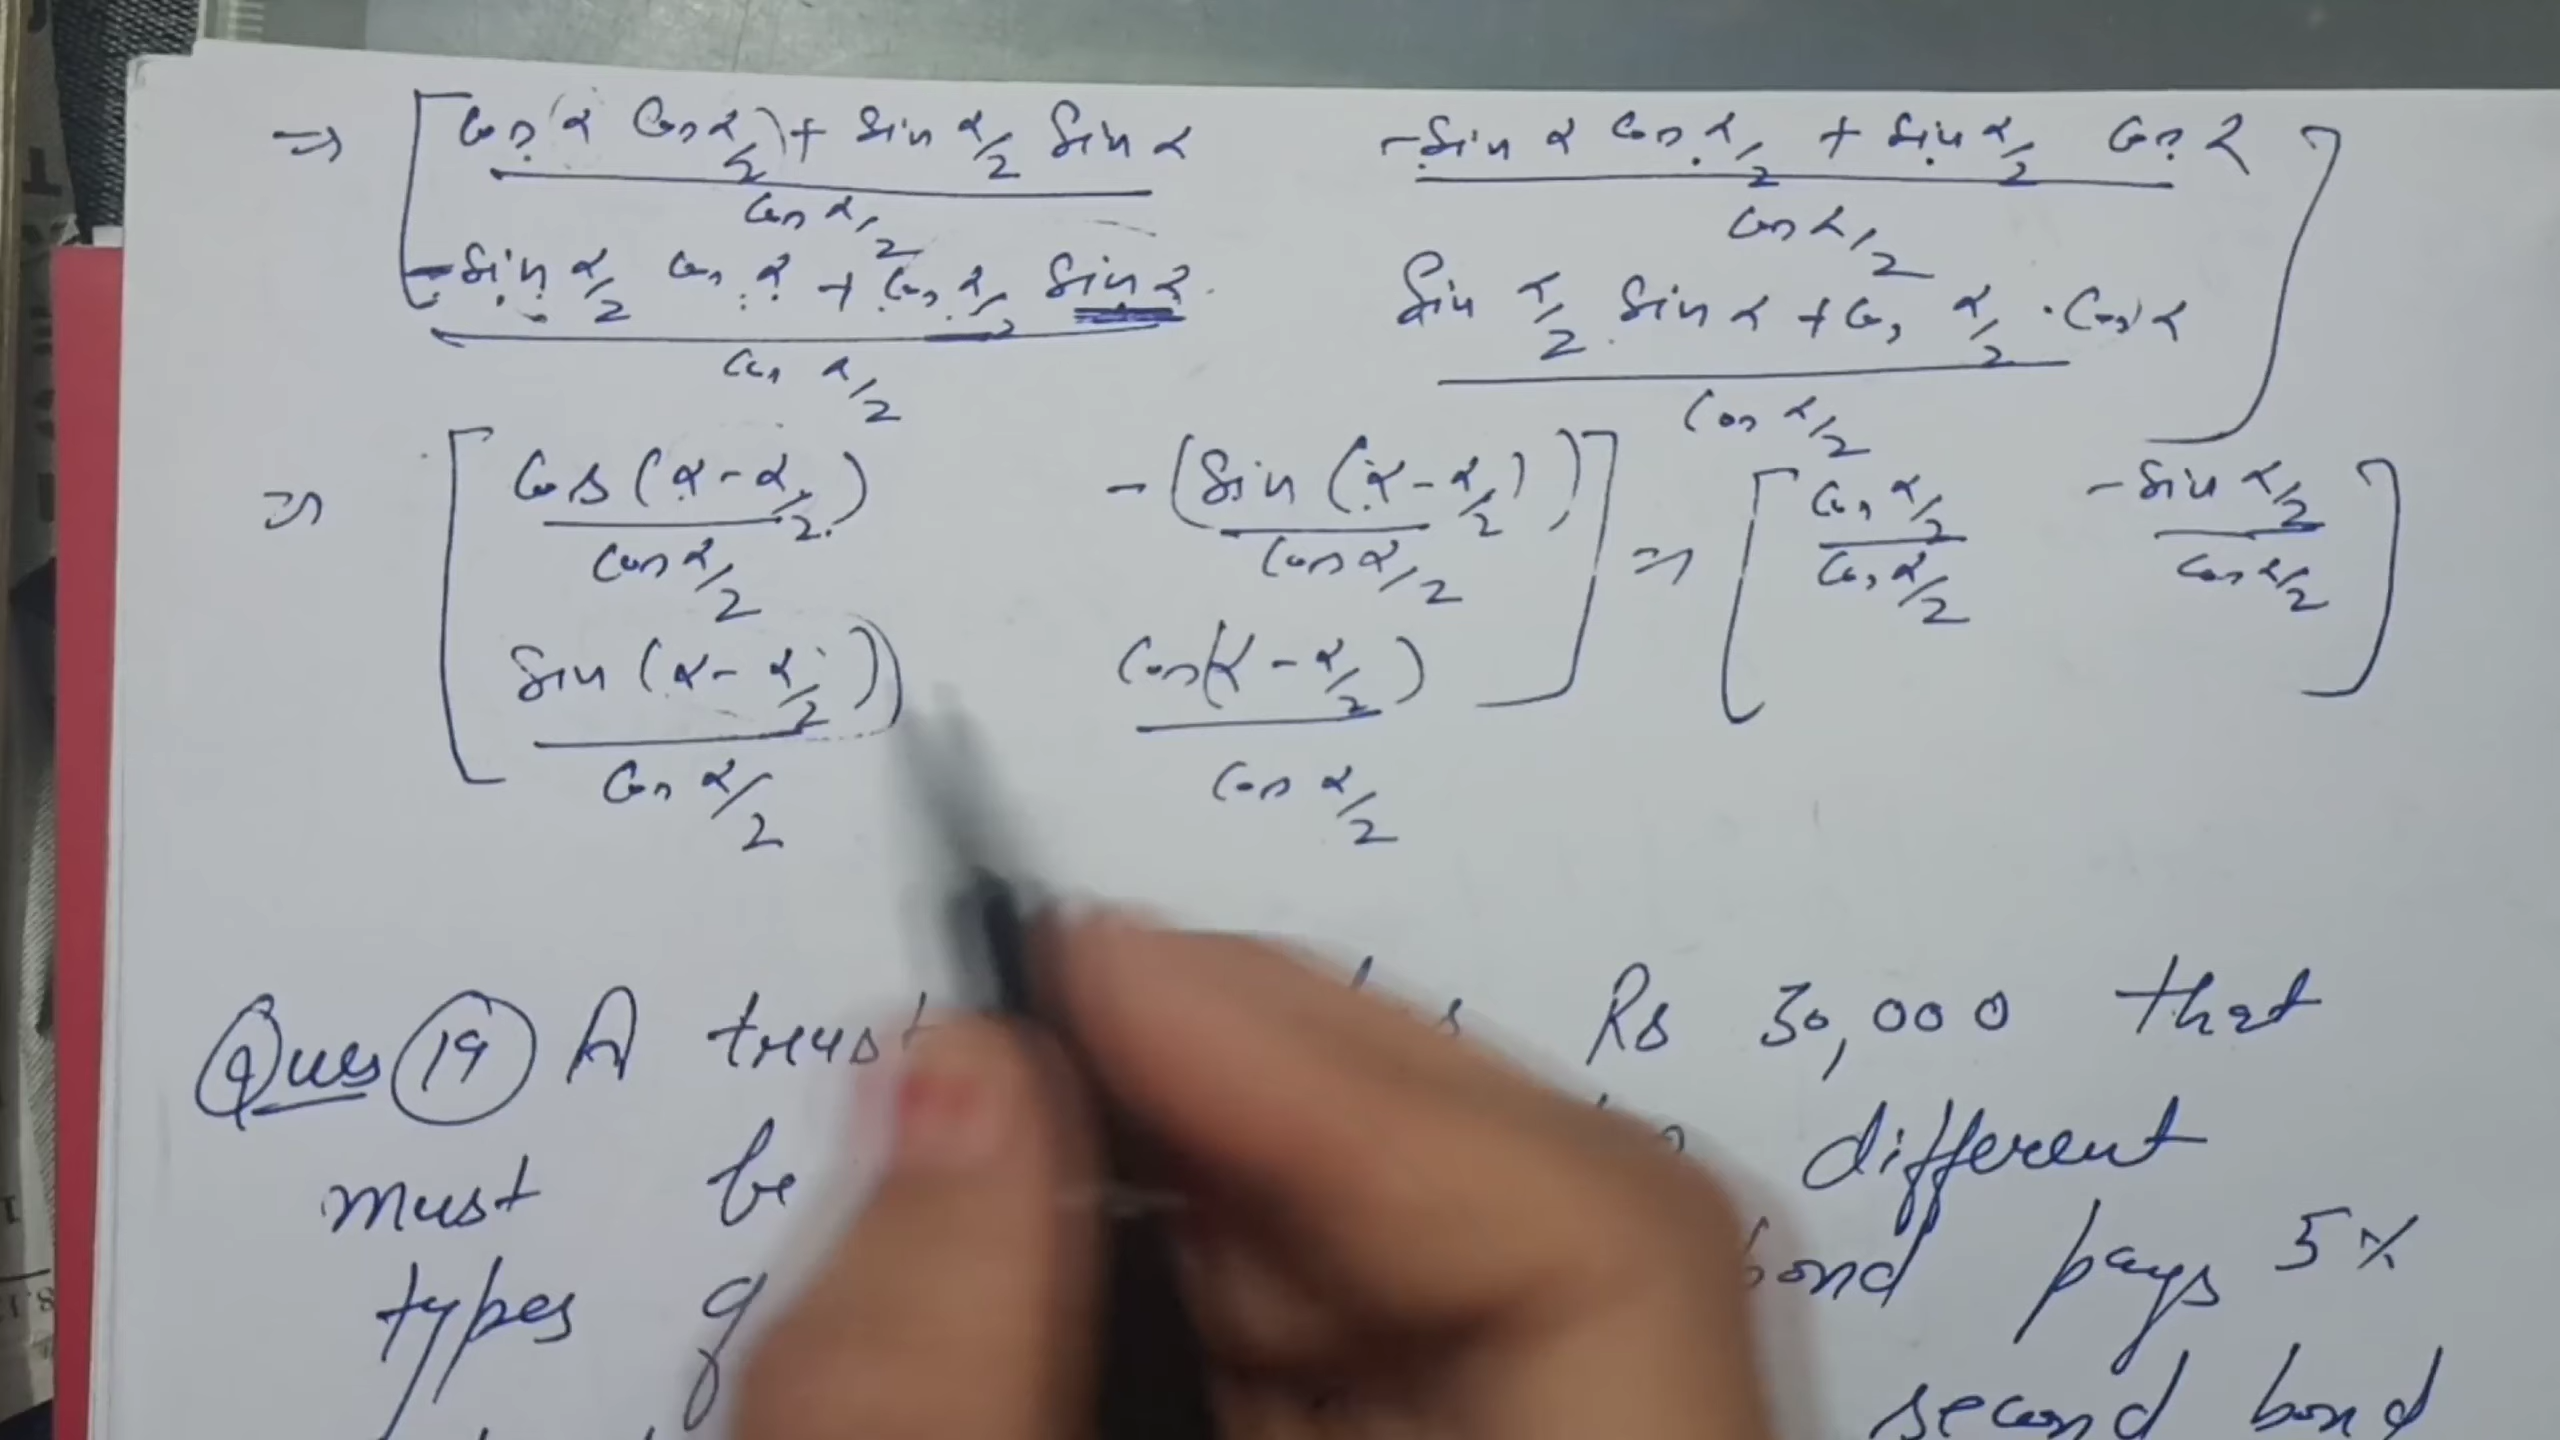 ⇒ [ Cos α Cos α/2 + Sin α/2 Sin α -Sin α Cos α/2 + Sin α/2 Cos α ]
Cos α/2 Cos α/2
-Sin α/2 Cos α + Cos α/2 Sin α Sin α/2 Sin α + Cos α/2 . Cos α
Cos α/2 Cos α/2
⇒ [ Cos (α - α/2) -(Sin (α - α/2)) ] ⇒ [ Cos α/2 -Sin α/2 ]
Cos α/2 Cos α/2 Cos α/2 Cos α/2
Sin (α - α/2) Cos (α - α/2)
Cos α/2 Cos α/2
Ques 19 A trust Rs 30,000 that
must be different
types bond pays 5%
second bond